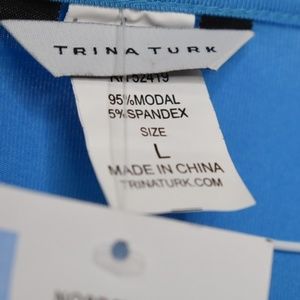 TRINA TURK
95%MODAL
5%SPANDEX
SIZE
L
MADE IN CHINA
TRINATURK.COM